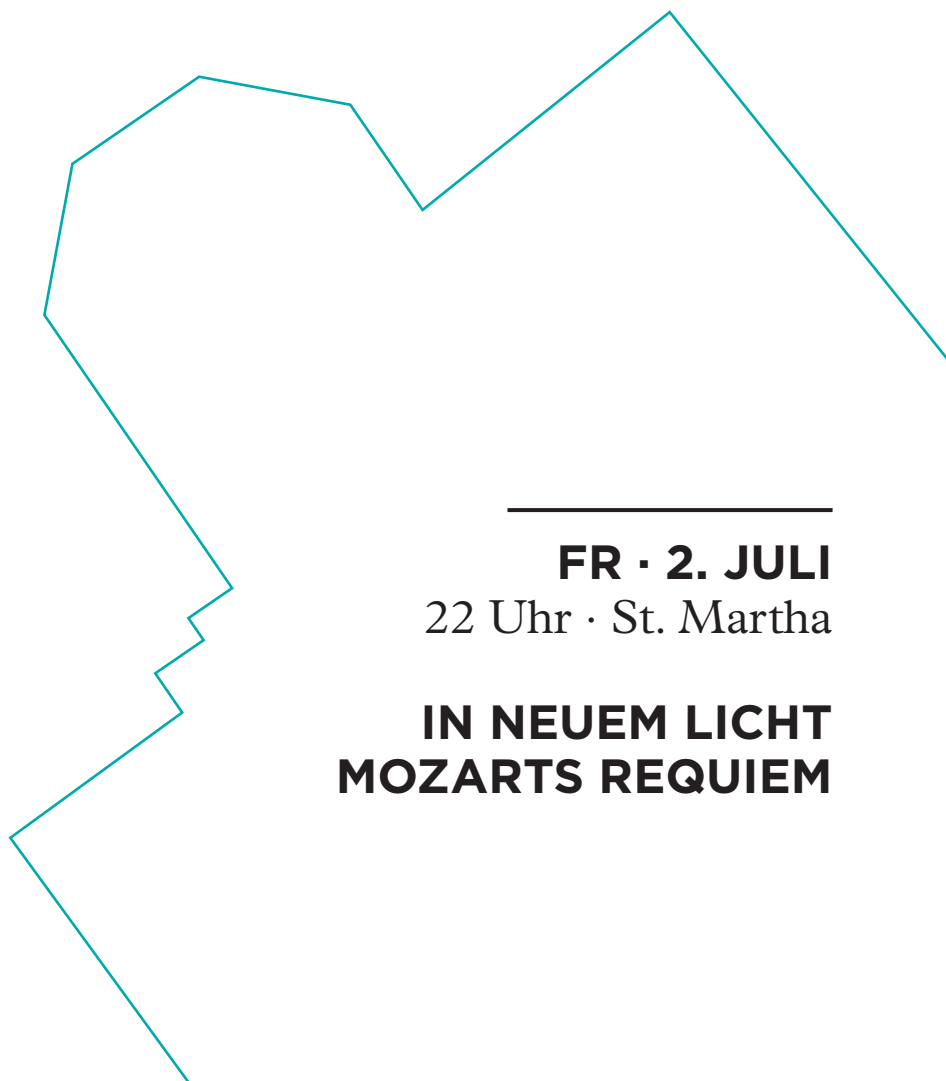 FR · 2. JULI
22 Uhr · St. Martha
IN NEUEM LICHT
MOZARTS REQUIEM